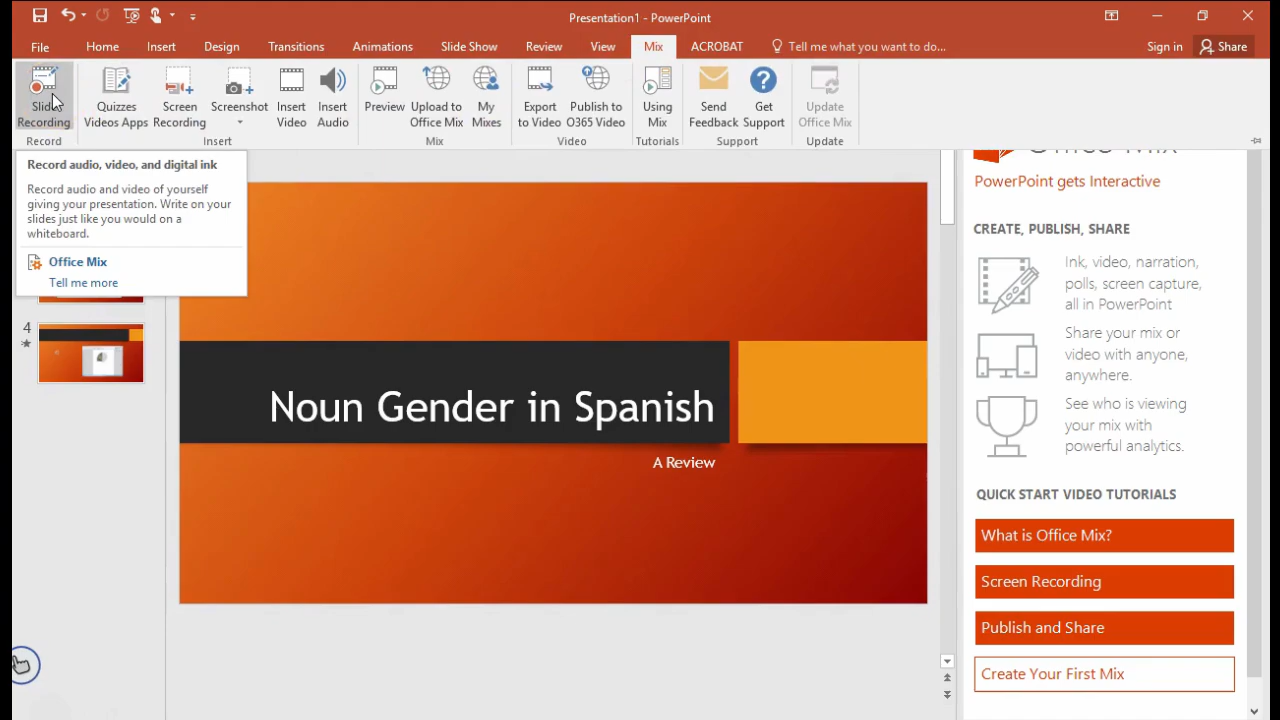 Presentation1 - PowerPoint
File Home Insert Design Transitions Animations Slide Show Review View Mix ACROBAT Tell me what you want to do... Sign in Share
Slide Recording
Quizzes Videos Apps
Screen Recording
Screenshot
Insert Video
Insert Audio
Preview
Upload to Office Mix
My Mixes
Export to Video
Publish to O365 Video
Using Mix
Send Feedback
Get Support
Update Office Mix
Record Insert Mix Video Tutorials Support Update
Record audio, video, and digital ink
Record audio and video of yourself
giving your presentation. Write on your
slides just like you would on a
whiteboard.
Office Mix
Tell me more
4
Noun Gender in Spanish
A Review
Office Mix
PowerPoint gets Interactive
CREATE, PUBLISH, SHARE
Ink, video, narration,
polls, screen capture,
all in PowerPoint
Share your mix or
video with anyone,
anywhere.
See who is viewing
your mix with
powerful analytics.
QUICK START VIDEO TUTORIALS
What is Office Mix?
Screen Recording
Publish and Share
Create Your First Mix